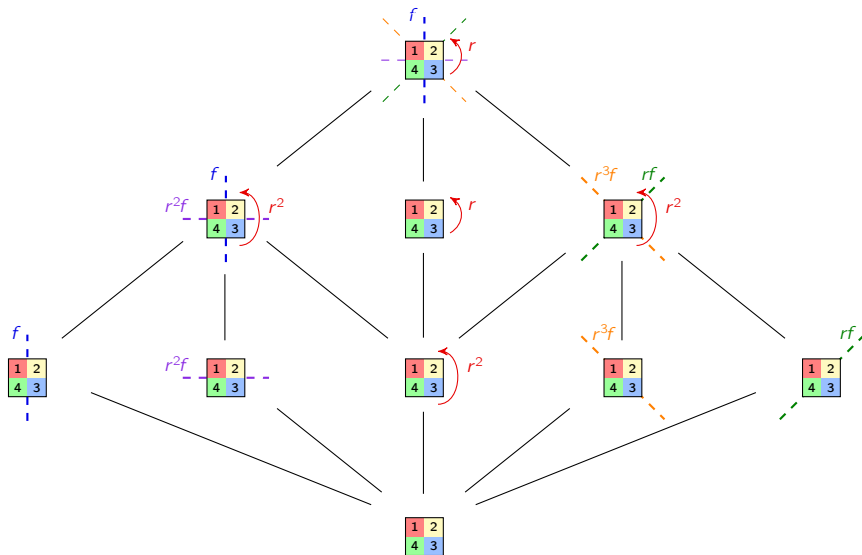 f
1 2 r
4 3
f r³f rf
r²f 1 2 r² 1 2 r 1 2 r²
4 3 4 3 4 3
f r³f rf
1 2 r²f 1 2 1 2 r² 1 2 1 2
4 3 4 3 4 3 4 3 4 3
1 2
4 3